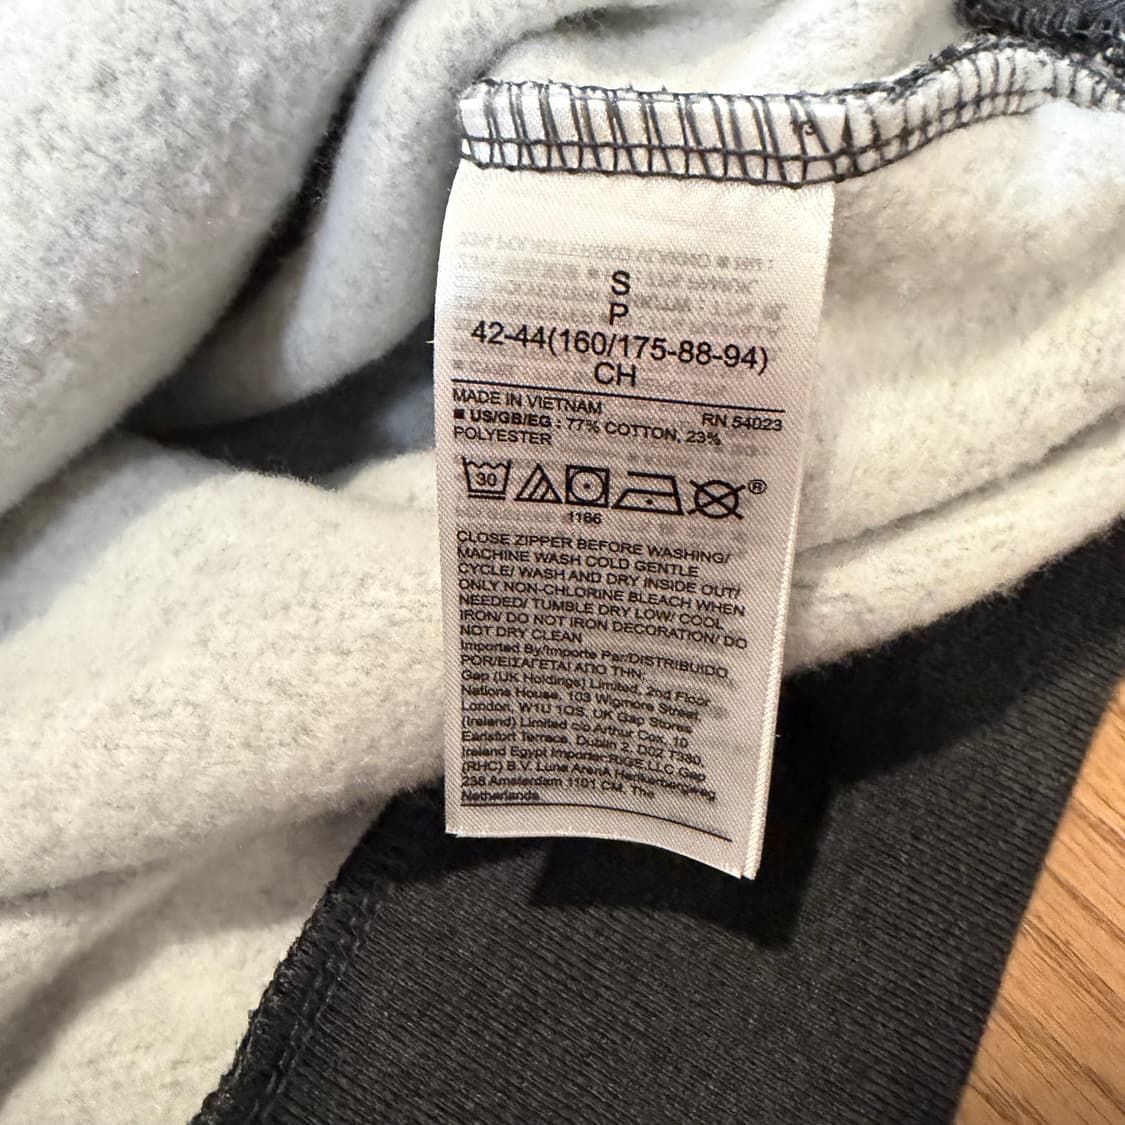 S
P
42-44(160/175-88-94)
CH
MADE IN VIETNAM
RN 54023
■ US/GB/EG : 77% COTTON, 23%
POLYESTER
30
®
1166
CLOSE ZIPPER BEFORE WASHING/
MACHINE WASH COLD GENTLE
CYCLE/ WASH AND DRY INSIDE OUT/
ONLY NON-CHLORINE BLEACH WHEN
NEEDED/ TUMBLE DRY LOW/ COOL
IRON/ DO NOT IRON DECORATION/ DO
NOT DRY CLEAN
Imported By/Importe Par/DISTRIBUIDO
POR/ΕΙΣΑΓΕΤΑΙ ΑΠΟ ΤΗΝ:
Gap (UK Holdings) Limited, 2nd Floor
Nations House, 103 Wigmore Street
London, W1U 1QS, UK Gap Stores
(Ireland) Limited c/o Arthur Cox, 10
Earlsfort Terrace, Dublin 2, D02 T380,
Ireland Egypt Importer:RIGE,LLC Gap
(RHC) B.V. Luna ArenA Herikerbergweg
238 Amsterdam 1101 CM, The
Netherlands